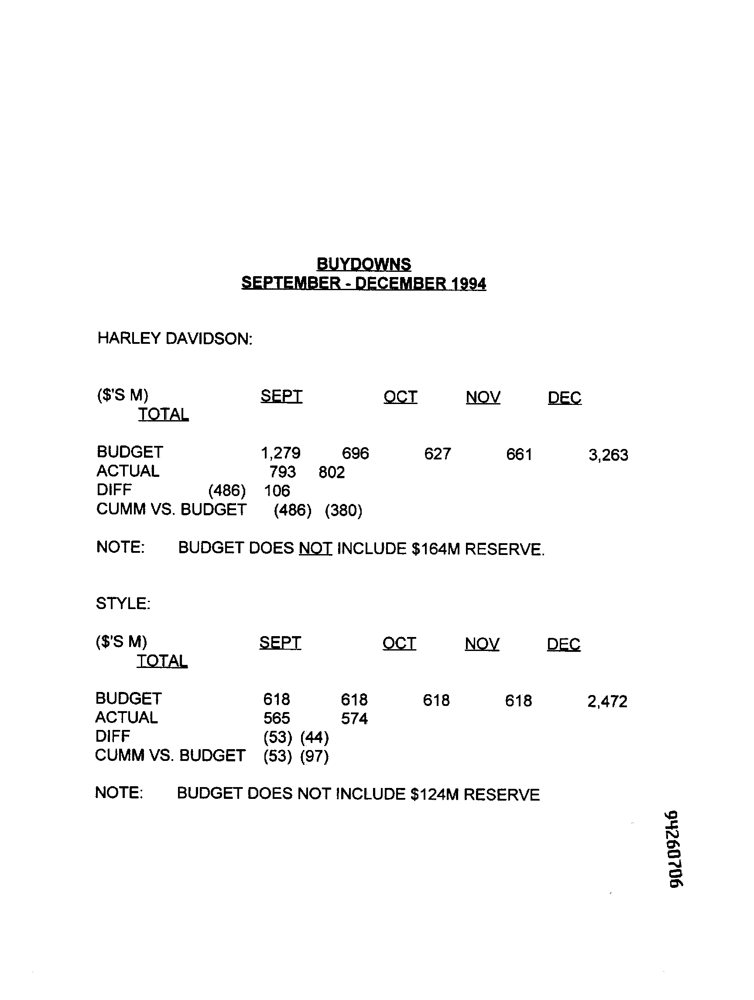 BUYDOWNS
SEPTEMBER - DECEMBER 1994
HARLEY DAVIDSON:
($'S M) SEPT OCT NOV DEC
TOTAL
BUDGET 1,279 696 627 661 3,263
ACTUAL 793 802
DIFF (486) 106
CUMM VS. BUDGET (486) (380)
NOTE: BUDGET DOES NOT INCLUDE $164M RESERVE.
STYLE:
($'S M) SEPT OCT NOV DEC
TOTAL
BUDGET 618 618 618 618 2,472
ACTUAL 565 574
DIFF (53) (44)
CUMM VS. BUDGET (53) (97)
NOTE: BUDGET DOES NOT INCLUDE $124M RESERVE
94260706